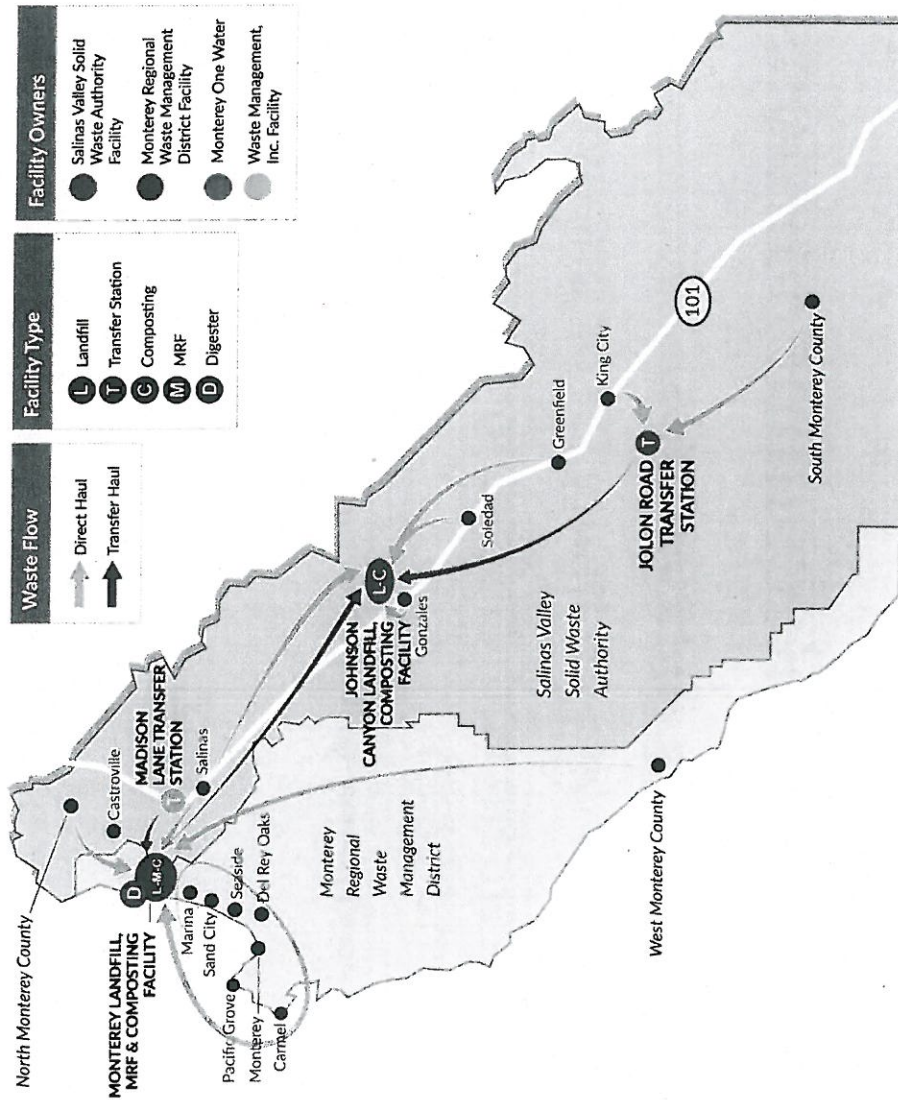 Waste Flow
Direct Haul
Transfer Haul
Facility Type
L Landfill
T Transfer Station
C Composting
M MRF
D Digester
Facility Owners
Salinas Valley Solid
Waste Authority
Facility
Monterey Regional
Waste Management
District Facility
Monterey One Water
Waste Management,
Inc. Facility
North Monterey County
Castroville
MONTEREY LANDFILL,
MRF & COMPOSTING
FACILITY
D
L-M-C
MADISON
LANE TRANSFER
STATION
T
Salinas
Marina
Sand City
Seaside
Del Rey Oaks
Pacific Grove
Monterey
Carmel
Monterey
Regional
Waste
Management
District
West Monterey County
JOHNSON
CANYON LANDFILL
COMPOSTING
FACILITY
L-C
Gonzales
Soledad
Greenfield
King City
Salinas Valley
Solid Waste
Authority
JOLON ROAD
TRANSFER
STATION
T
101
South Monterey County